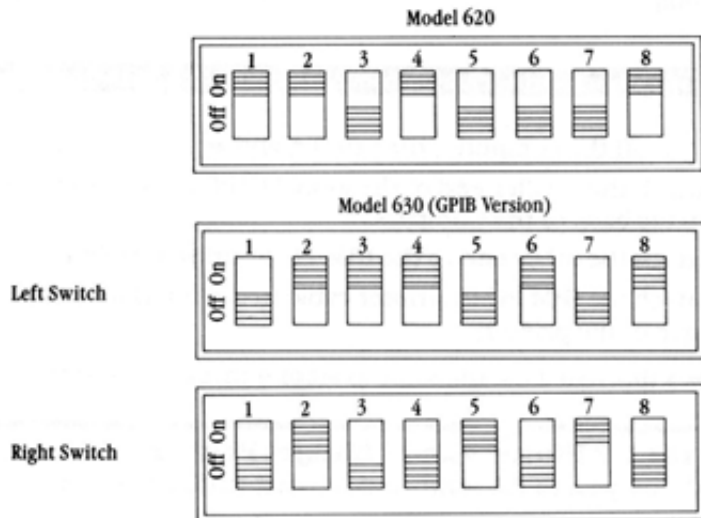 Model 620
1 2 3 4 5 6 7 8
On
Off
Model 630 (GPIB Version)
Left Switch
1 2 3 4 5 6 7 8
On
Off
Right Switch
1 2 3 4 5 6 7 8
On
Off